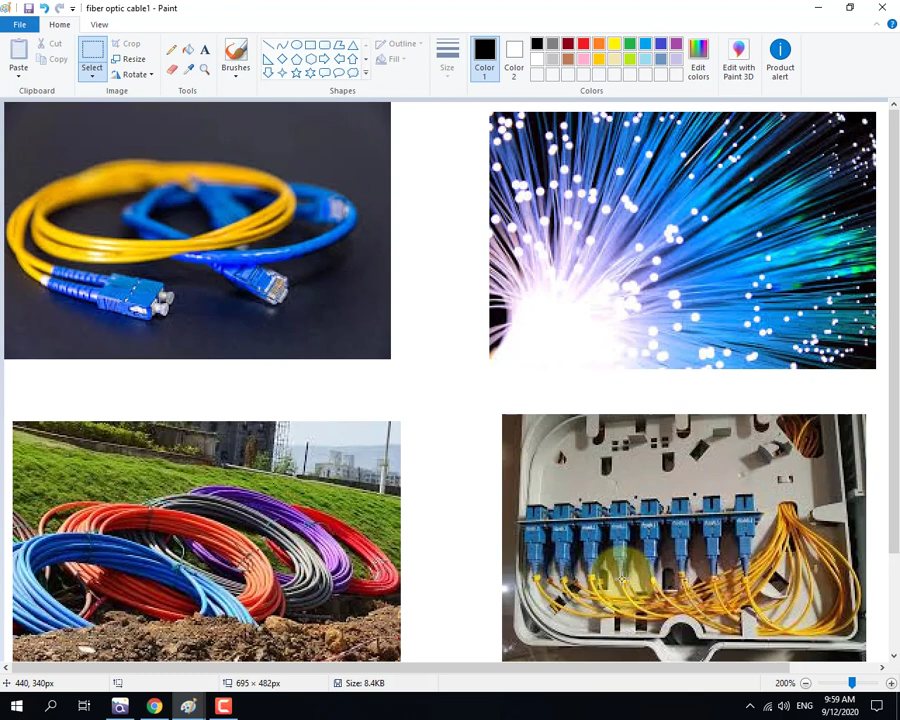 fiber optic cable1 - Paint
File Home View
Paste
Cut
Copy
Clipboard
Select
Crop
Resize
Rotate
Image
Tools
Brushes
Shapes
Outline
Fill
Size
Color 1
Color 2
Colors
Edit colors
Edit with Paint 3D
Product alert
440, 340px
695 × 482px
Size: 8.4KB
200%
ENG
9:59 AM
9/12/2020